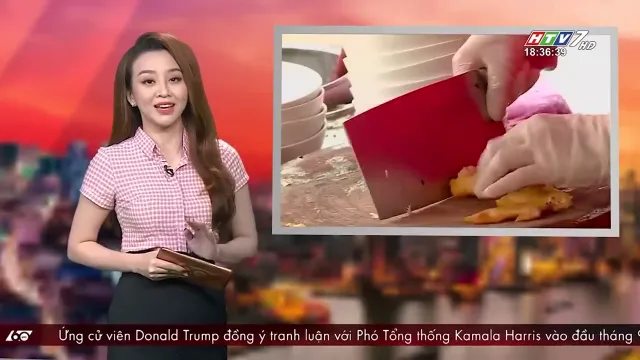 HTV7 HD
18:36:39
60 Ứng cử viên Donald Trump đồng ý tranh luận với Phó Tổng thống Kamala Harris vào đầu tháng 9